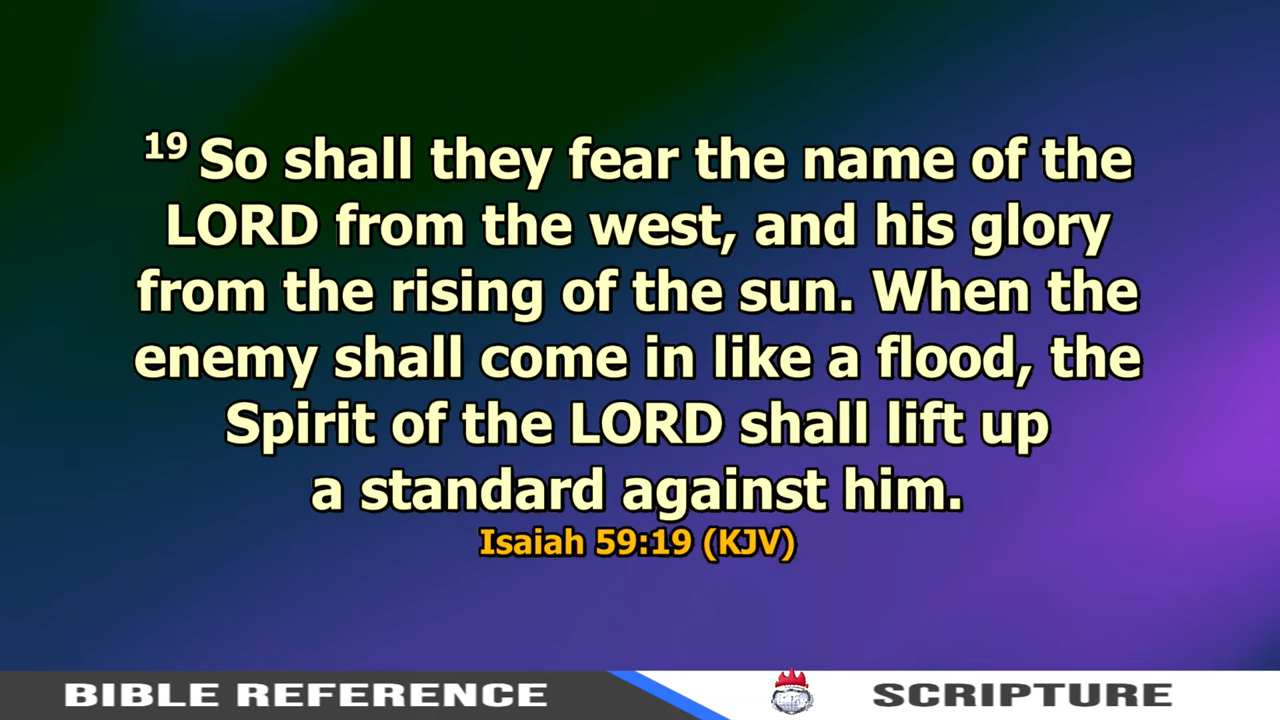 19 So shall they fear the name of the
LORD from the west, and his glory
from the rising of the sun. When the
enemy shall come in like a flood, the
Spirit of the LORD shall lift up
a standard against him.
Isaiah 59:19 (KJV)
BIBLE REFERENCE
SCRIPTURE